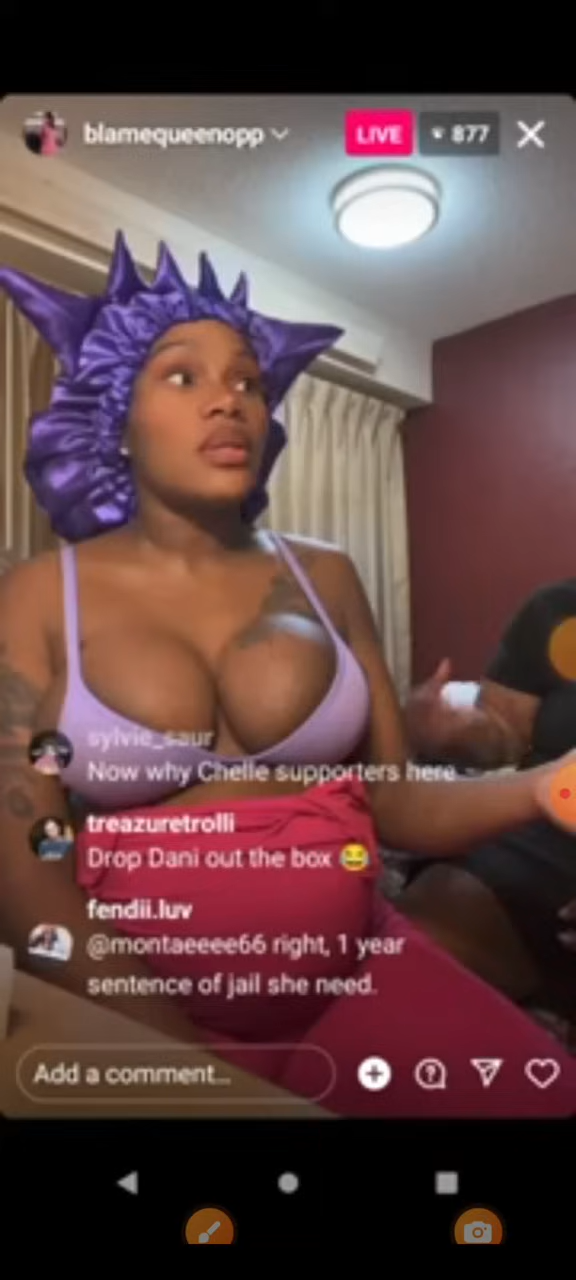 blamequeenopp
LIVE
877
sylvie_saur
Now why Chelle supporters here
treazuretrolli
Drop Dani out the box 😂
fendii.luv
@montaeeee66 right, 1 year
sentence of jail she need.
Add a comment...